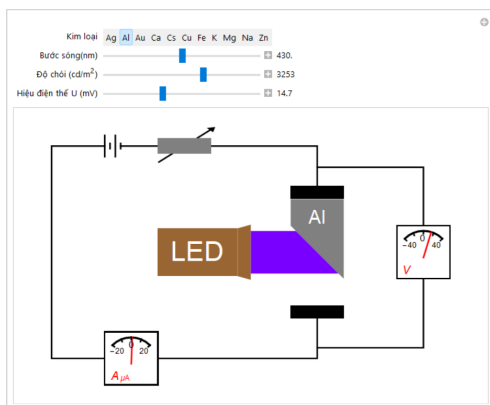 Kim loại Ag Al Au Ca Cs Cu Fe K Mg Na Zn
Bước sóng(nm) 430.
Độ chói (cd/m²) 3253
Hiệu điện thế U (mV) 14.7
Al
LED
-40 0 40
V
-20 0 20
A μA